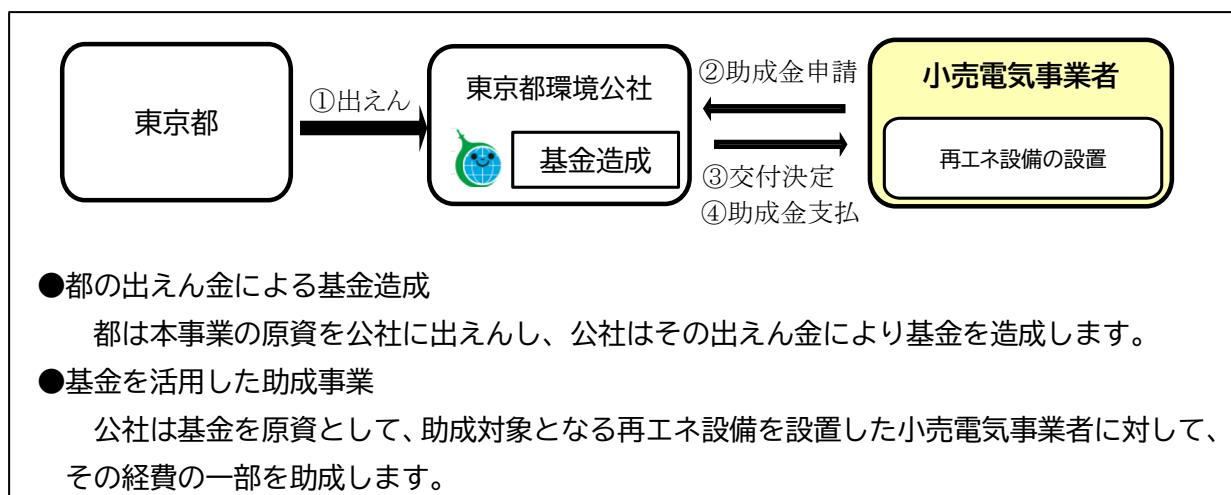 東京都
①出えん
東京都環境公社
基金造成
②助成金申請
③交付決定
④助成金支払
小売電気事業者
再エネ設備の設置
●都の出えん金による基金造成
都は本事業の原資を公社に出えんし、公社はその出えん金により基金を造成します。
●基金を活用した助成事業
公社は基金を原資として、助成対象となる再エネ設備を設置した小売電気事業者に対して、
その経費の一部を助成します。